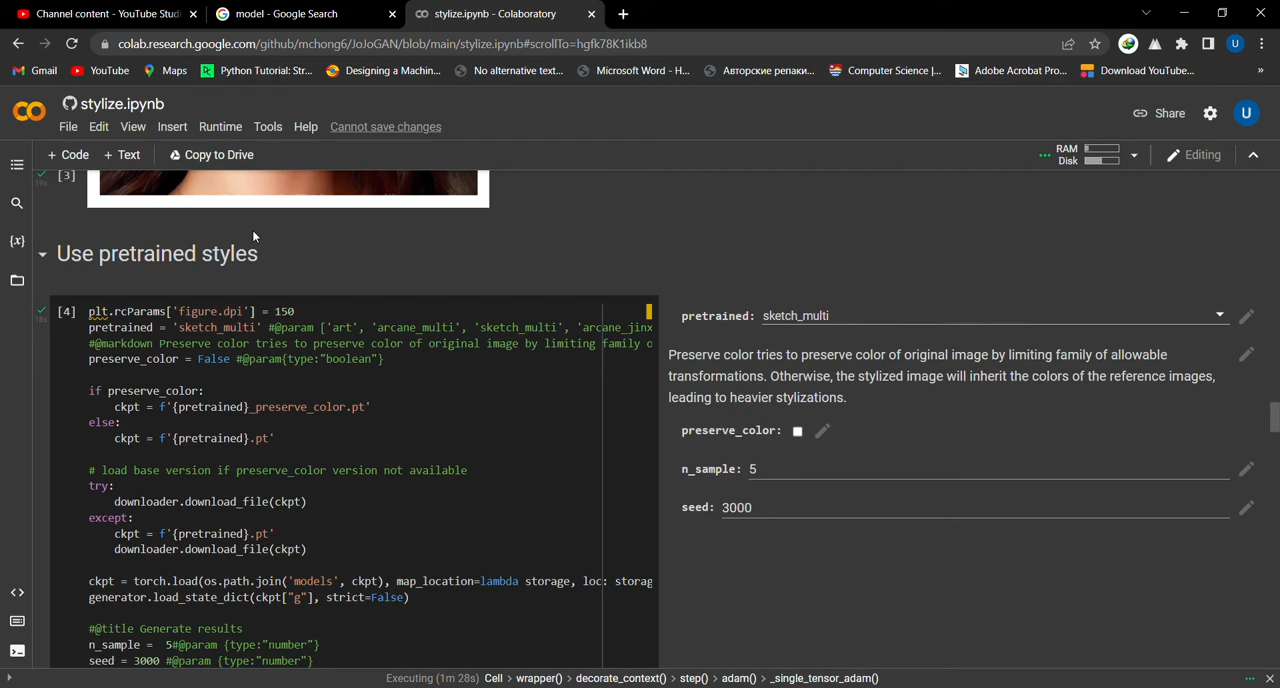 Channel content - YouTube Studi
model - Google Search
stylize.ipynb - Colaboratory
colab.research.google.com/github/mchong6/JoJoGAN/blob/main/stylize.ipynb#scrollTo=hgfk78K1ikb8
U
Gmail YouTube Maps Python Tutorial: Str... Designing a Machin... No alternative text... Microsoft Word - H... Авторские репаки... Computer Science |... Adobe Acrobat Pro... Download YouTube... »
stylize.ipynb
Share
U
File Edit View Insert Runtime Tools Help Cannot save changes
+ Code + Text Copy to Drive
RAM
Disk
Editing
19s
[3]
{x}
Use pretrained styles
18s
[4] plt.rcParams['figure.dpi'] = 150
pretrained = 'sketch_multi' #@param ['art', 'arcane_multi', 'sketch_multi', 'arcane_jinx
#@markdown Preserve color tries to preserve color of original image by limiting family o
preserve_color = False #@param{type:"boolean"}
if preserve_color:
ckpt = f'{pretrained}_preserve_color.pt'
else:
ckpt = f'{pretrained}.pt'
# load base version if preserve_color version not available
try:
downloader.download_file(ckpt)
except:
ckpt = f'{pretrained}.pt'
downloader.download_file(ckpt)
ckpt = torch.load(os.path.join('models', ckpt), map_location=lambda storage, loc: storag
generator.load_state_dict(ckpt["g"], strict=False)
#@title Generate results
n_sample =  5#@param {type:"number"}
seed = 3000 #@param {type:"number"}
pretrained: sketch_multi
Preserve color tries to preserve color of original image by limiting family of allowable
transformations. Otherwise, the stylized image will inherit the colors of the reference images,
leading to heavier stylizations.
preserve_color:
n_sample: 5
seed: 3000
Executing (1m 28s) Cell > wrapper() > decorate_context() > step() > adam() > _single_tensor_adam()